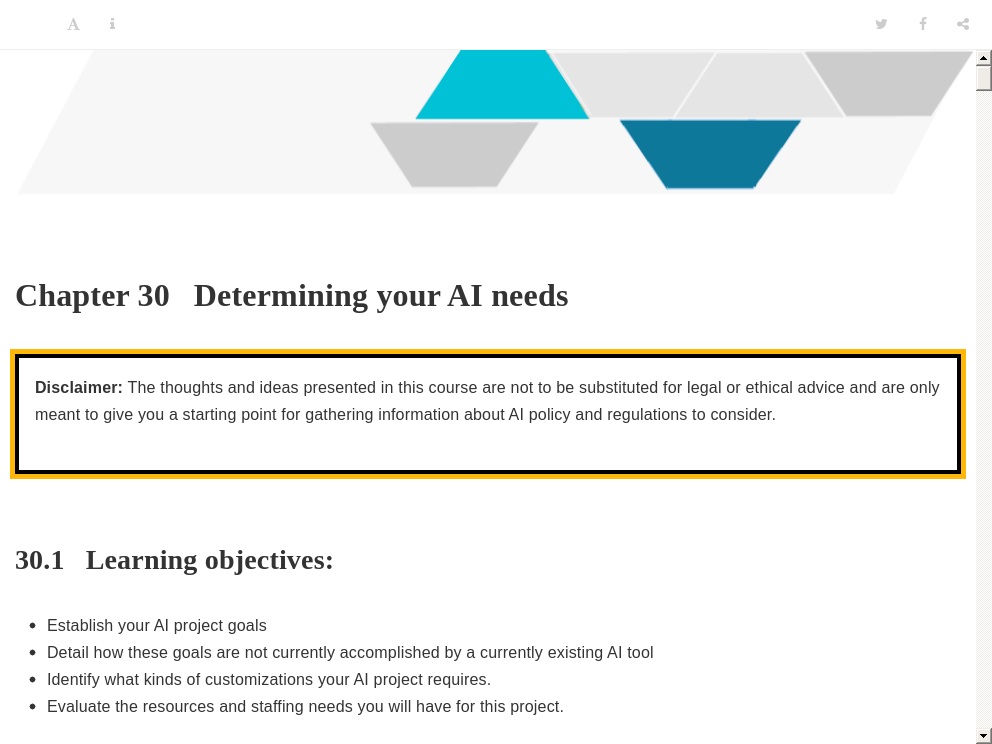 Chapter 30 Determining your AI needs
Disclaimer: The thoughts and ideas presented in this course are not to be substituted for legal or ethical advice and are only
meant to give you a starting point for gathering information about AI policy and regulations to consider.
30.1 Learning objectives:
• Establish your AI project goals
• Detail how these goals are not currently accomplished by a currently existing AI tool
• Identify what kinds of customizations your AI project requires.
• Evaluate the resources and staffing needs you will have for this project.